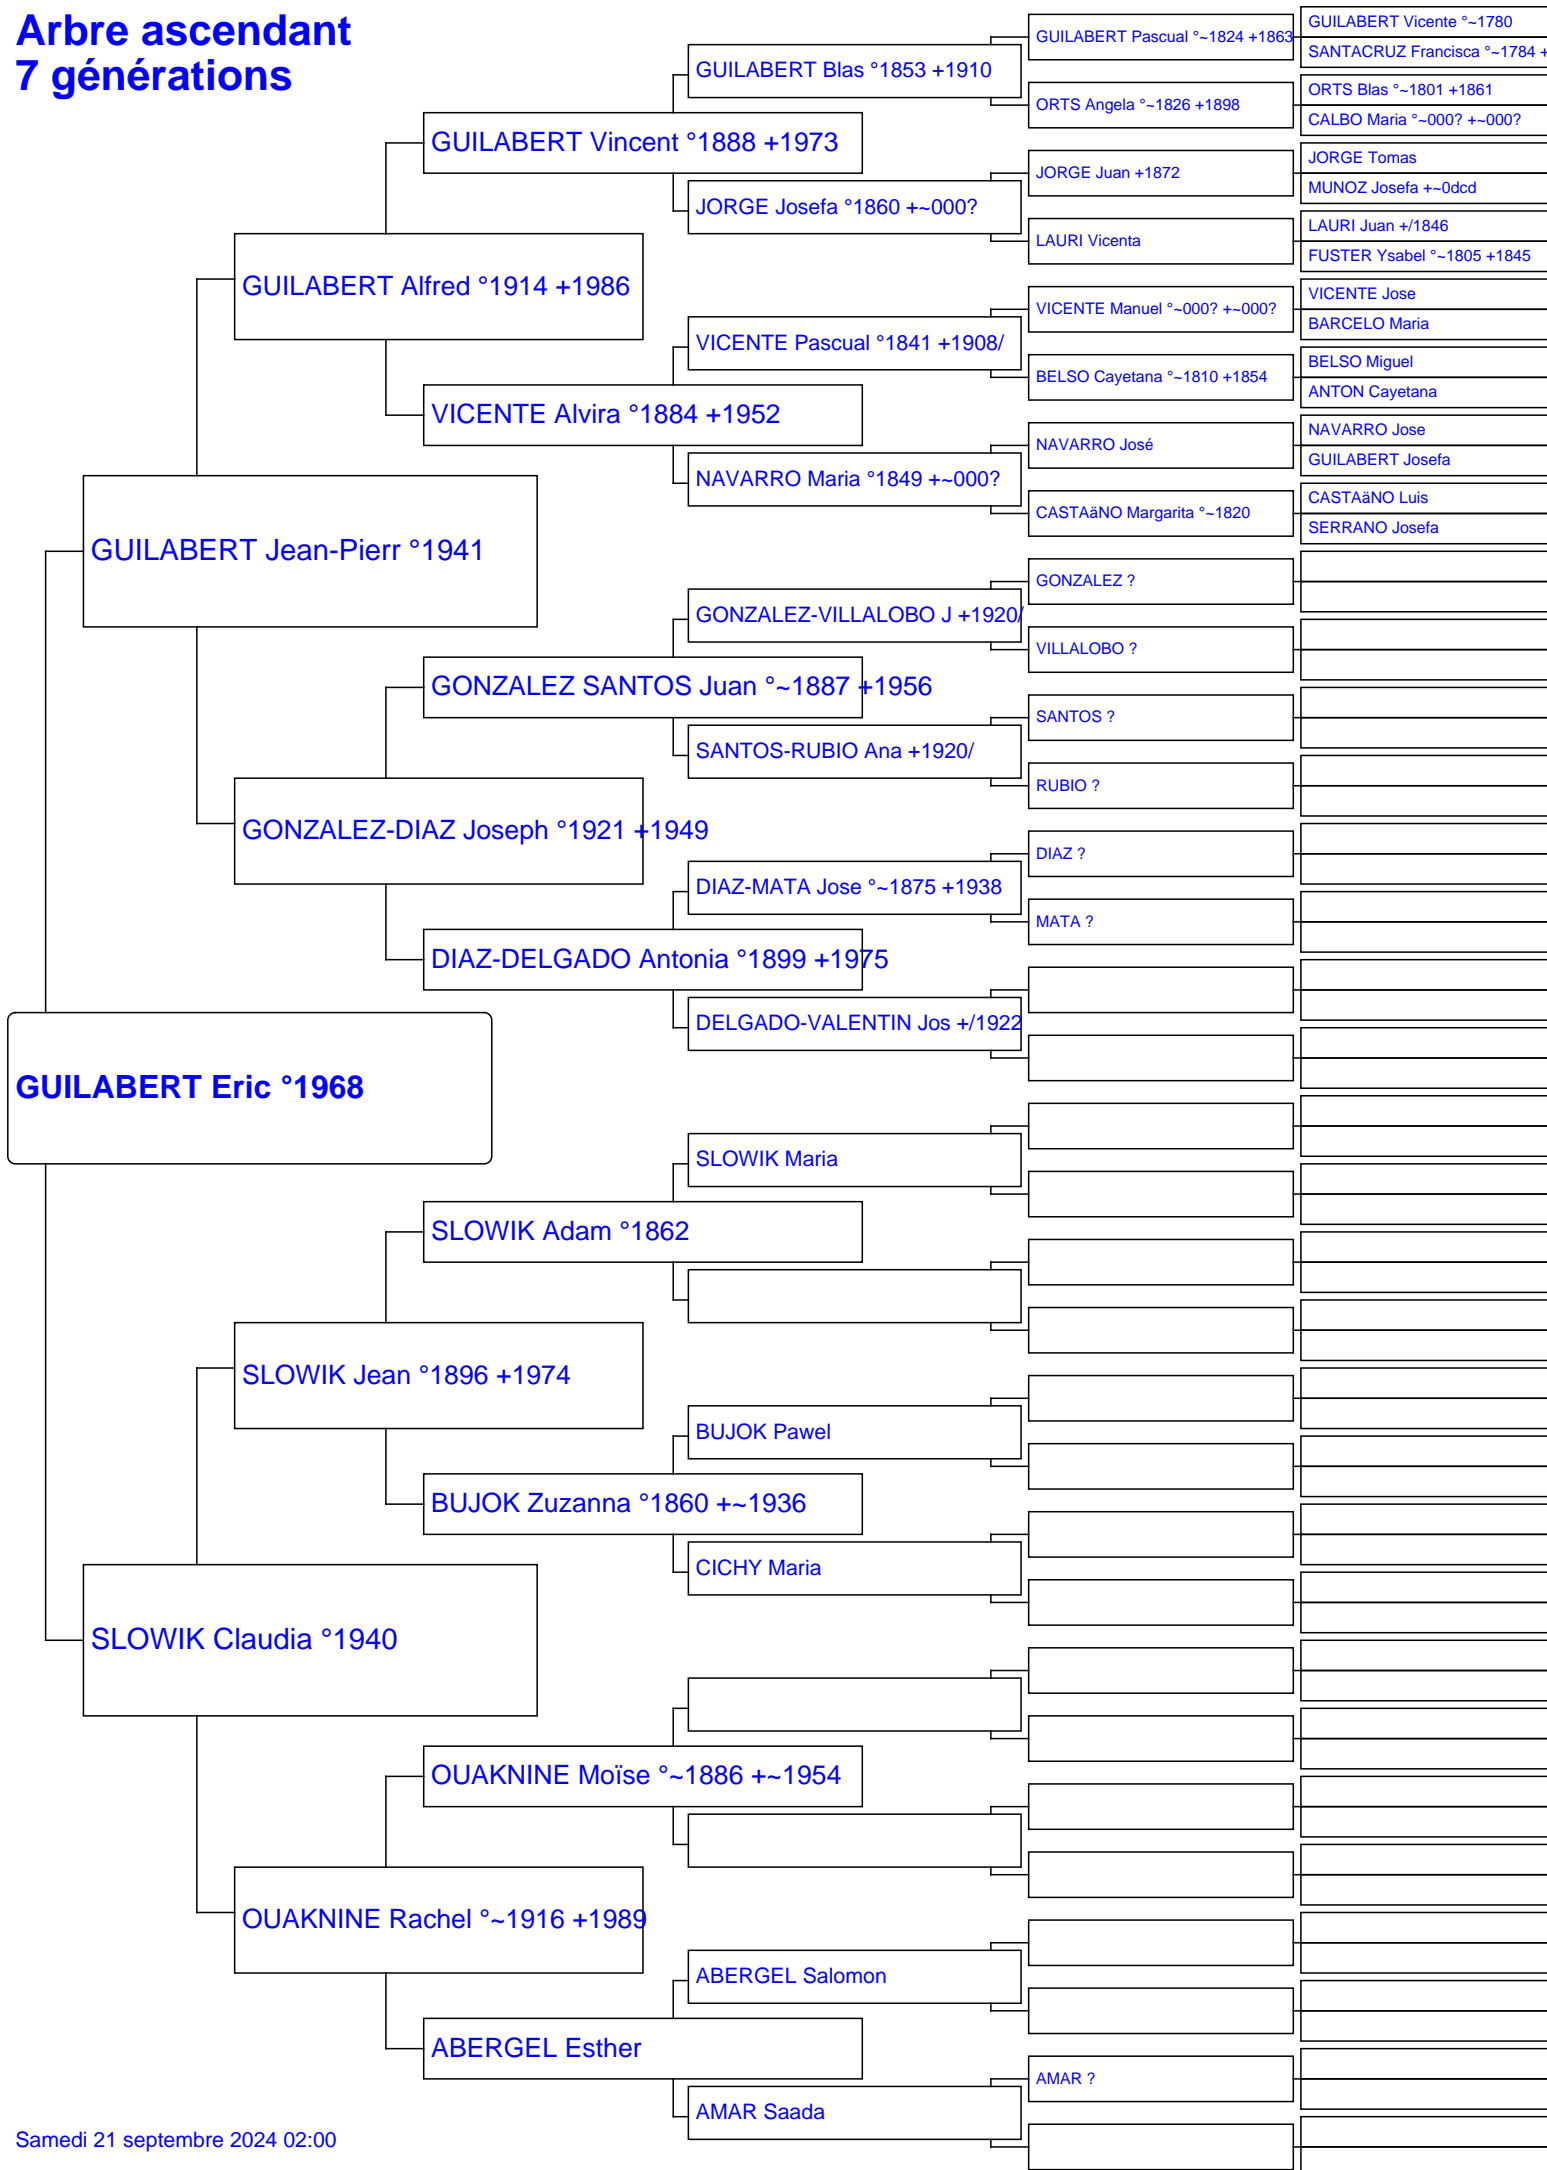 Arbre ascendant
7 générations
GUILABERT Eric °1968
GUILABERT Jean-Pierr °1941
SLOWIK Claudia °1940
GUILABERT Alfred °1914 +1986
GONZALEZ-DIAZ Joseph °1921 +1949
SLOWIK Jean °1896 +1974
OUAKNINE Rachel °~1916 +1989
GUILABERT Vincent °1888 +1973
VICENTE Alvira °1884 +1952
GONZALEZ SANTOS Juan °~1887 +1956
DIAZ-DELGADO Antonia °1899 +1975
SLOWIK Adam °1862
BUJOK Zuzanna °1860 +~1936
OUAKNINE Moïse °~1886 +~1954
ABERGEL Esther
GUILABERT Blas °1853 +1910
JORGE Josefa °1860 +~000?
VICENTE Pascual °1841 +1908/
NAVARRO Maria °1849 +~000?
GONZALEZ-VILLALOBO J +1920/
SANTOS-RUBIO Ana +1920/
DIAZ-MATA Jose °~1875 +1938
DELGADO-VALENTIN Jos +/1922
SLOWIK Maria
BUJOK Pawel
CICHY Maria
ABERGEL Salomon
AMAR Saada
GUILABERT Pascual °~1824 +1863
ORTS Angela °~1826 +1898
JORGE Juan +1872
LAURI Vicenta
VICENTE Manuel °~000? +~000?
BELSO Cayetana °~1810 +1854
NAVARRO José
CASTAäNO Margarita °~1820
GONZALEZ ?
VILLALOBO ?
SANTOS ?
RUBIO ?
DIAZ ?
MATA ?
AMAR ?
GUILABERT Vicente °~1780
SANTACRUZ Francisca °~1784 +
ORTS Blas °~1801 +1861
CALBO Maria °~000? +~000?
JORGE Tomas
MUNOZ Josefa +~0dcd
LAURI Juan +/1846
FUSTER Ysabel °~1805 +1845
VICENTE Jose
BARCELO Maria
BELSO Miguel
ANTON Cayetana
NAVARRO Jose
GUILABERT Josefa
CASTAäNO Luis
SERRANO Josefa
Samedi 21 septembre 2024 02:00